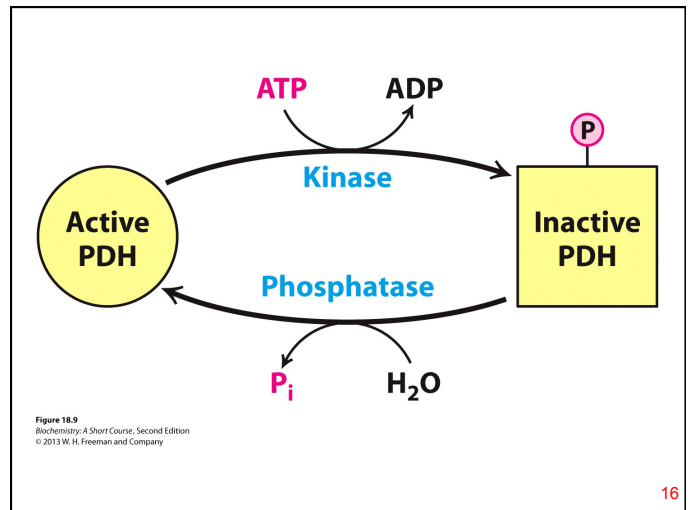 ATP ADP
P
Kinase
Active
PDH
Inactive
PDH
Phosphatase
Pi H2O
Figure 18.9
Biochemistry: A Short Course, Second Edition
© 2013 W. H. Freeman and Company
16